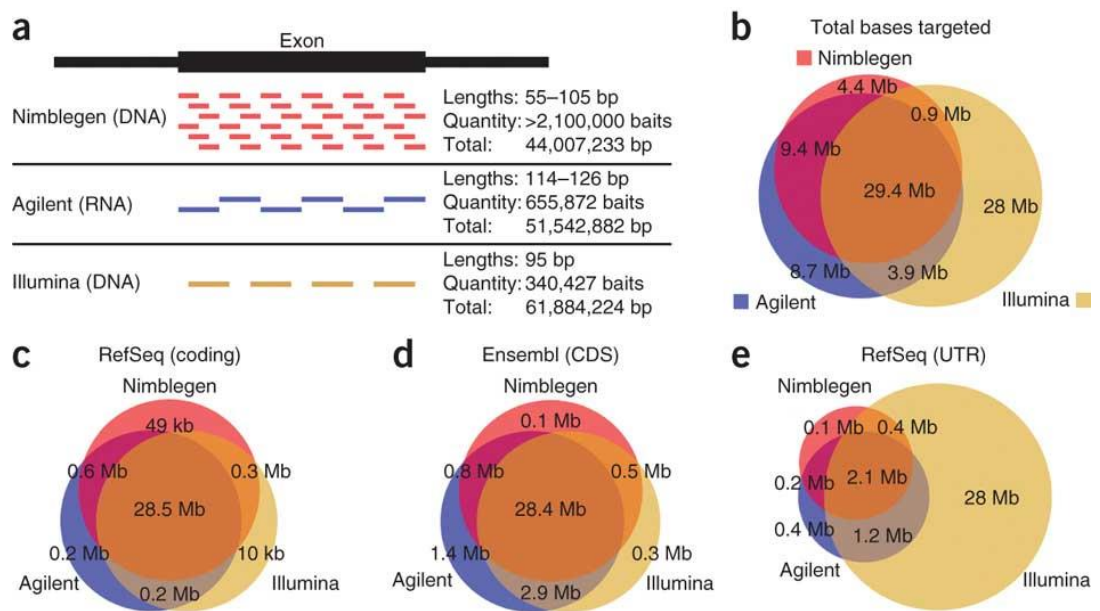 a
Exon
Nimblegen (DNA)
Lengths: 55–105 bp
Quantity: >2,100,000 baits
Total: 44,007,233 bp
Agilent (RNA)
Lengths: 114–126 bp
Quantity: 655,872 baits
Total: 51,542,882 bp
Illumina (DNA)
Lengths: 95 bp
Quantity: 340,427 baits
Total: 61,884,224 bp
b
Total bases targeted
Nimblegen
4.4 Mb
0.9 Mb
9.4 Mb
29.4 Mb
28 Mb
8.7 Mb
3.9 Mb
Agilent
Illumina
c
RefSeq (coding)
Nimblegen
49 kb
0.6 Mb
0.3 Mb
28.5 Mb
0.2 Mb
10 kb
Agilent
0.2 Mb
Illumina
d
Ensembl (CDS)
Nimblegen
0.1 Mb
0.8 Mb
0.5 Mb
28.4 Mb
1.4 Mb
0.3 Mb
Agilent
2.9 Mb
Illumina
e
RefSeq (UTR)
Nimblegen
0.1 Mb
0.4 Mb
0.2 Mb
2.1 Mb
28 Mb
0.4 Mb
1.2 Mb
Agilent
Illumina